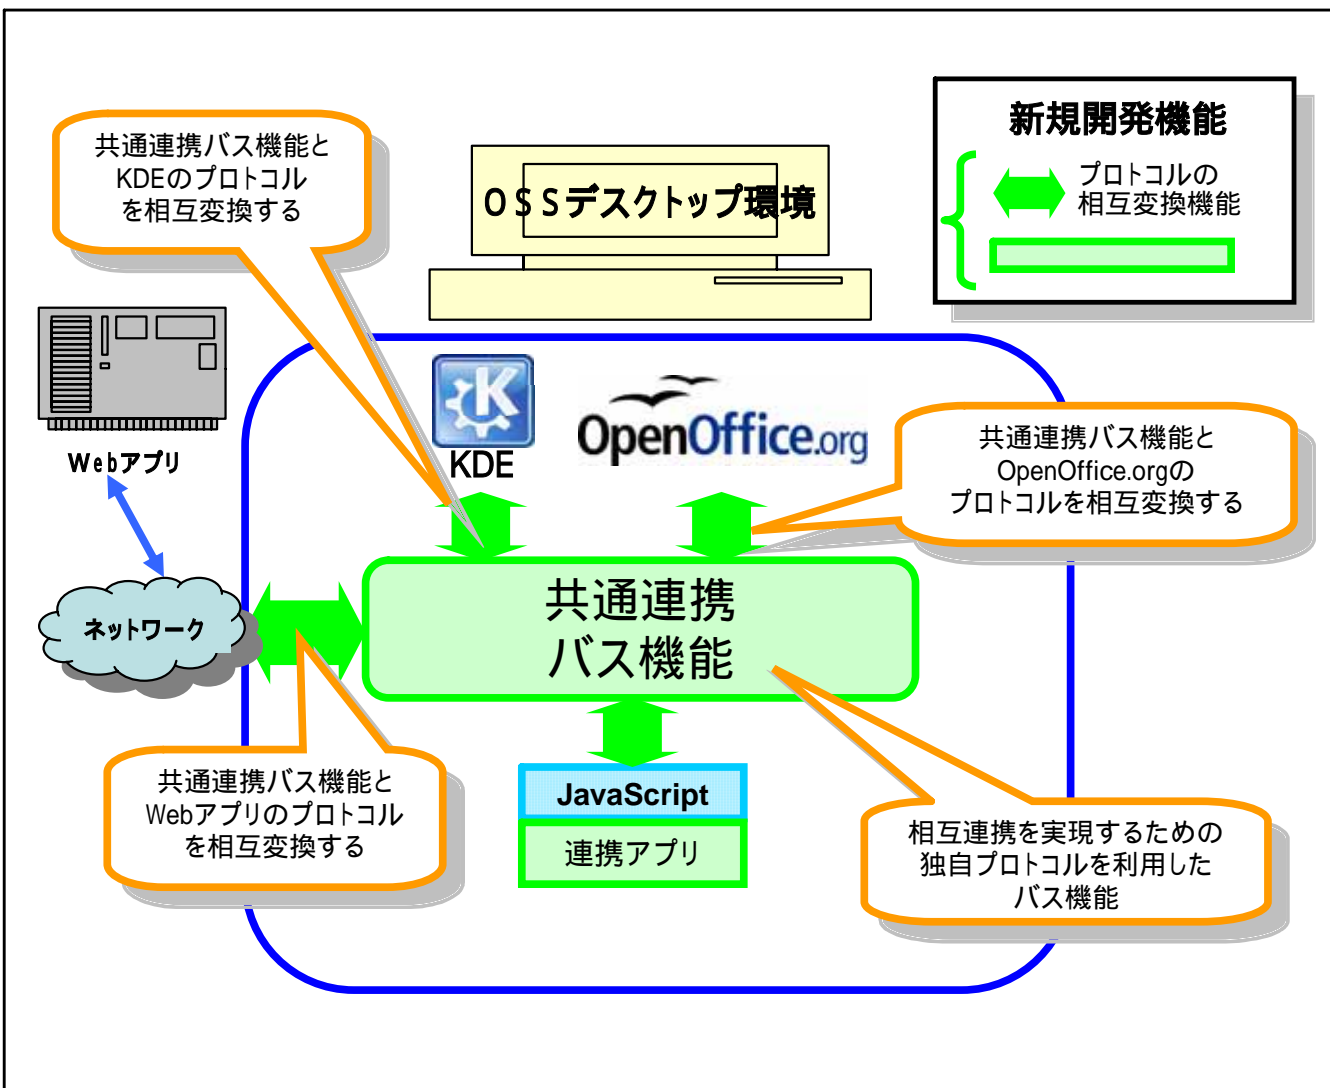 共通連携バス機能と
KDEのプロトコル
を相互変換する
OSSデスクトップ環境
新規開発機能
プロトコルの
相互変換機能
Webアプリ
KDE
OpenOffice.org
共通連携バス機能と
OpenOffice.orgの
プロトコルを相互変換する
ネットワーク
共通連携
バス機能
共通連携バス機能と
Webアプリのプロトコル
を相互変換する
JavaScript
連携アプリ
相互連携を実現するための
独自プロトコルを利用した
バス機能